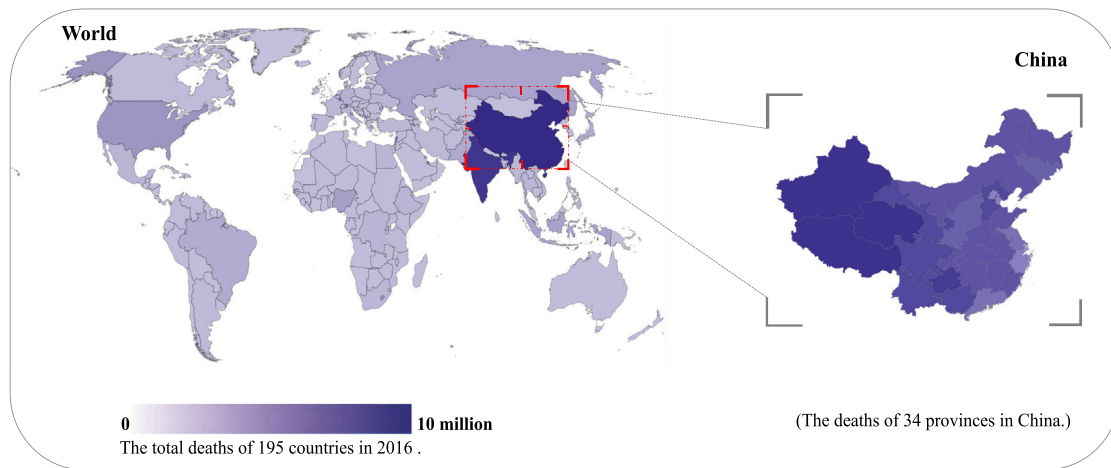 World
China
0
10 million
The total deaths of 195 countries in 2016 .
(The deaths of 34 provinces in China.)